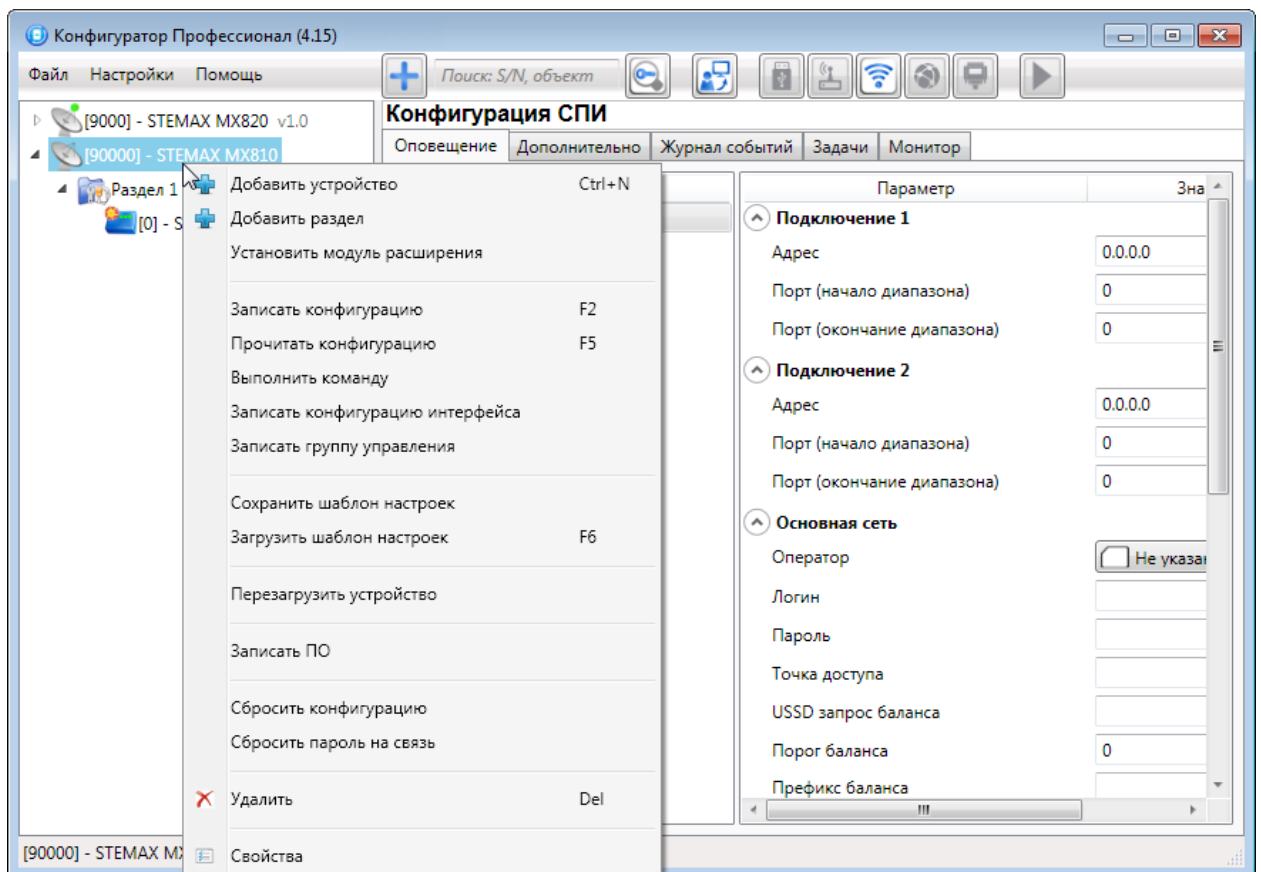 Конфигуратор Профессионал (4.15)
Файл Настройки Помощь
Поиск: S/N, объект
[9000] - STEMAX MX820 v1.0
[90000] - STEMAX MX810
Раздел 1
[0] - S
Конфигурация СПИ
Оповещение Дополнительно Журнал событий Задачи Монитор
Добавить устройство Ctrl+N
Добавить раздел
Установить модуль расширения
Записать конфигурацию F2
Прочитать конфигурацию F5
Выполнить команду
Записать конфигурацию интерфейса
Записать группу управления
Сохранить шаблон настроек
Загрузить шаблон настроек F6
Перезагрузить устройство
Записать ПО
Сбросить конфигурацию
Сбросить пароль на связь
Удалить Del
Свойства
Параметр Зна
Подключение 1
Адрес 0.0.0.0
Порт (начало диапазона) 0
Порт (окончание диапазона) 0
Подключение 2
Адрес 0.0.0.0
Порт (начало диапазона) 0
Порт (окончание диапазона) 0
Основная сеть
Оператор Не указан
Логин
Пароль
Точка доступа
USSD запрос баланса
Порог баланса 0
Префикс баланса
[90000] - STEMAX MX